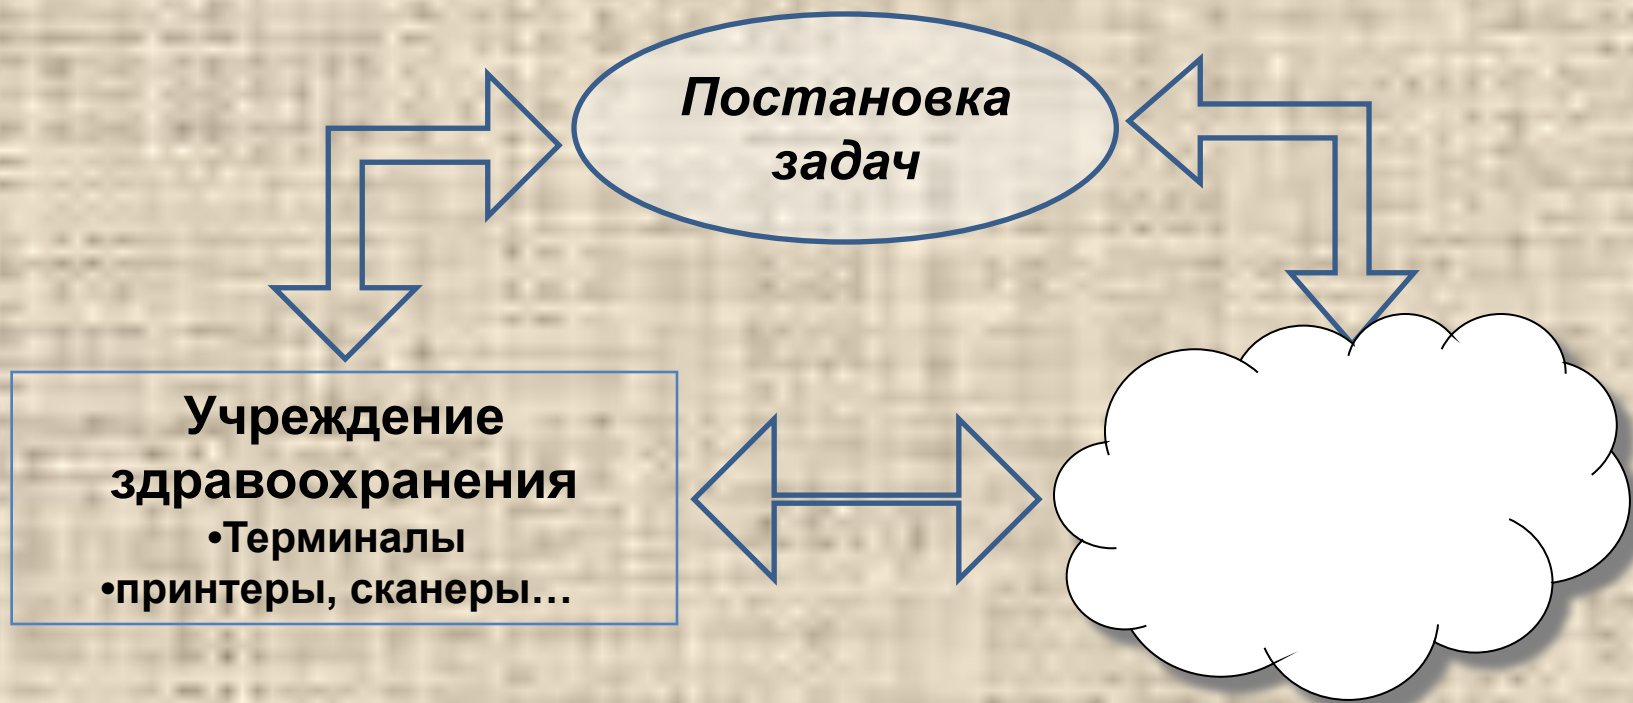 Постановка
задач
Учреждение
здравоохранения
•Терминалы
•принтеры, сканеры…